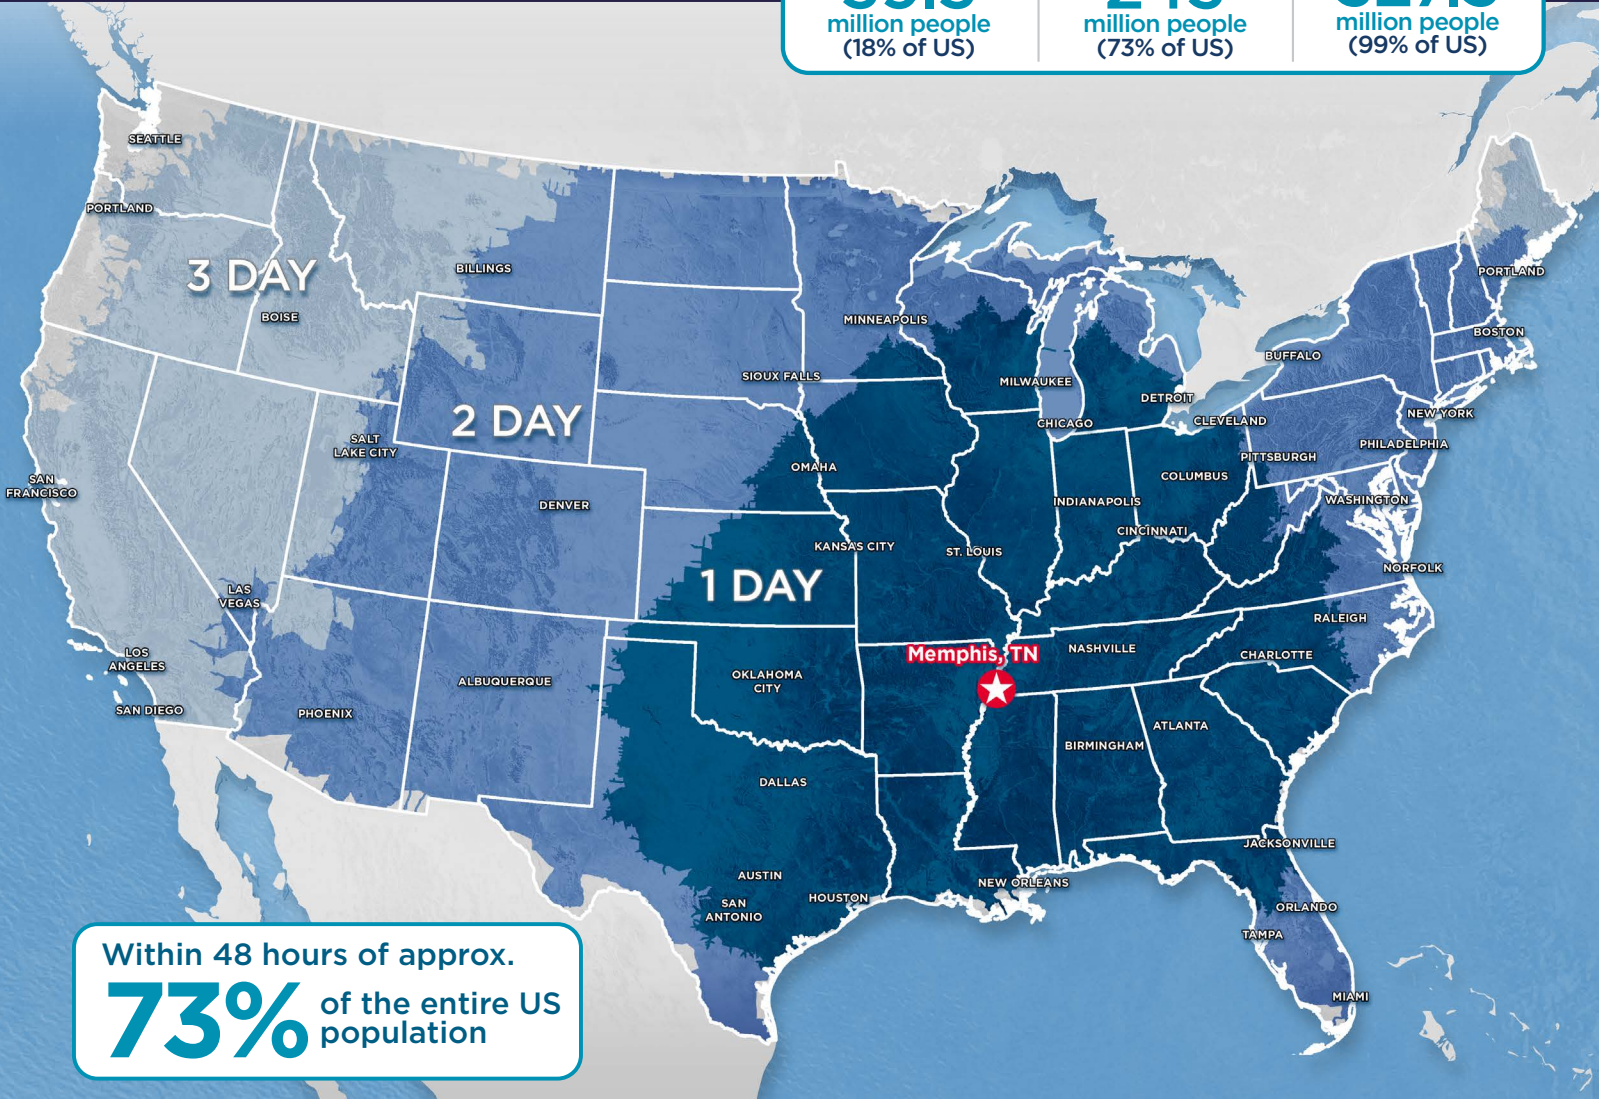 million people
(18% of US)
million people
(73% of US)
million people
(99% of US)
SEATTLE
PORTLAND
3 DAY
BILLINGS
BOISE
MINNEAPOLIS
PORTLAND
BOSTON
BUFFALO
SIOUX FALLS
MILWAUKEE
DETROIT
2 DAY
CHICAGO
CLEVELAND
NEW YORK
SALT
LAKE CITY
PHILADELPHIA
PITTSBURGH
OMAHA
COLUMBUS
SAN
FRANCISCO
DENVER
INDIANAPOLIS
WASHINGTON
CINCINNATI
KANSAS CITY
ST. LOUIS
NORFOLK
1 DAY
LAS
VEGAS
RALEIGH
Memphis, TN
NASHVILLE
CHARLOTTE
LOS
ANGELES
ALBUQUERQUE
OKLAHOMA
CITY
SAN DIEGO
PHOENIX
ATLANTA
BIRMINGHAM
DALLAS
JACKSONVILLE
AUSTIN
NEW ORLEANS
HOUSTON
SAN
ANTONIO
ORLANDO
TAMPA
MIAMI
Within 48 hours of approx.
73%
of the entire US
population